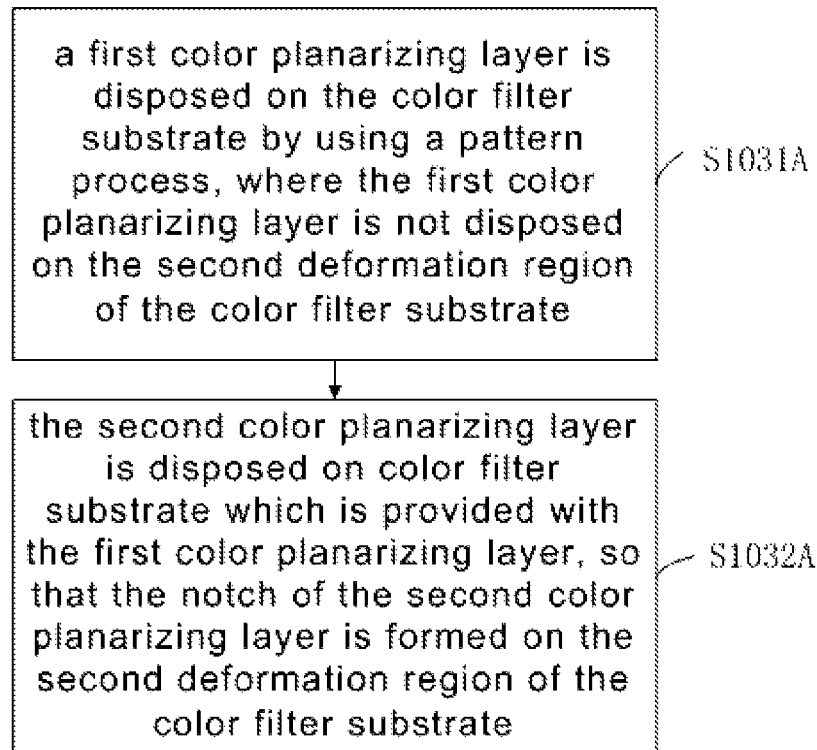 a first color planarizing layer is
disposed on the color filter
substrate by using a pattern
process, where the first color
planarizing layer is not disposed
on the second deformation region
of the color filter substrate
S1031A
the second color planarizing layer
is disposed on color filter
substrate which is provided with
the first color planarizing layer, so
that the notch of the second color
planarizing layer is formed on the
second deformation region of the
color filter substrate
S1032A